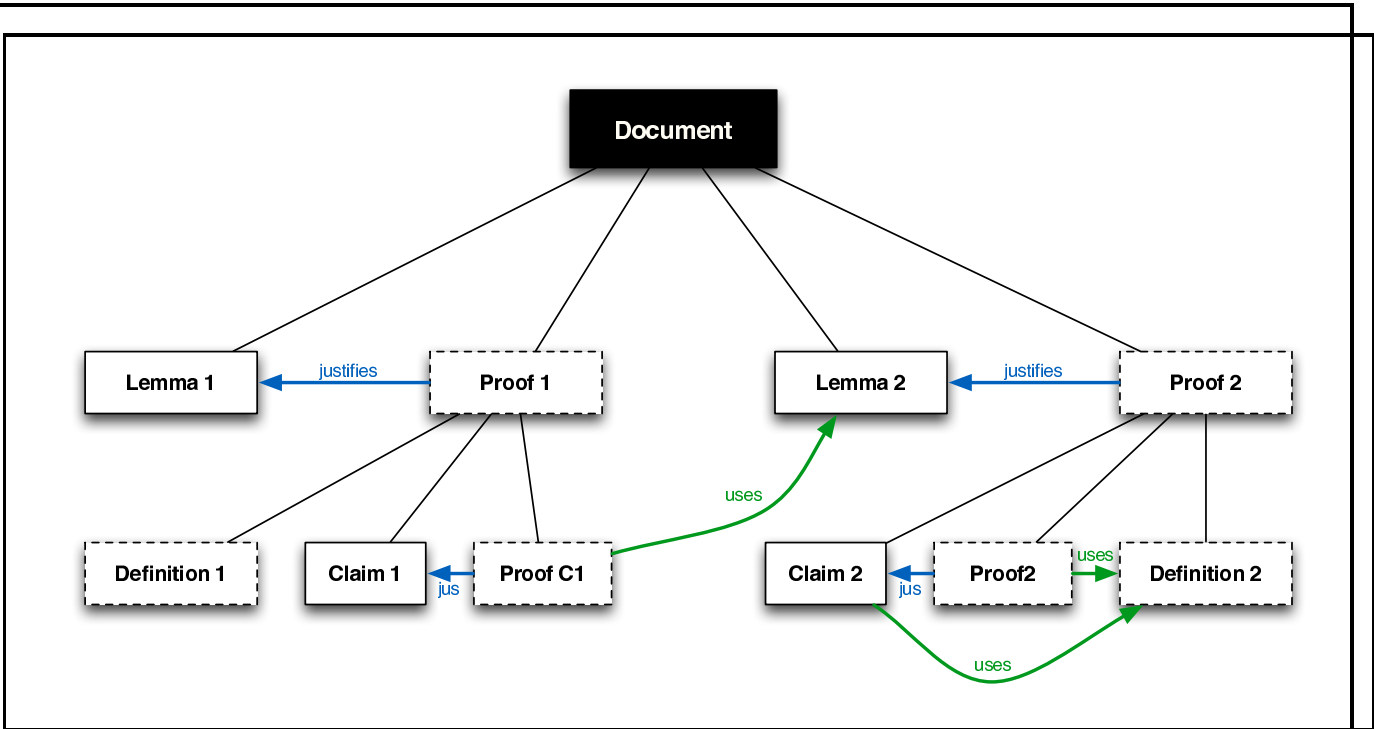 Document
justifies
justifies
Lemma 1
Proof 1
Lemma 2
Proof 2
uses
uses
Definition 1
Claim 1
Proof C1
Claim 2
Proof2
Definition 2
jus
jus
uses